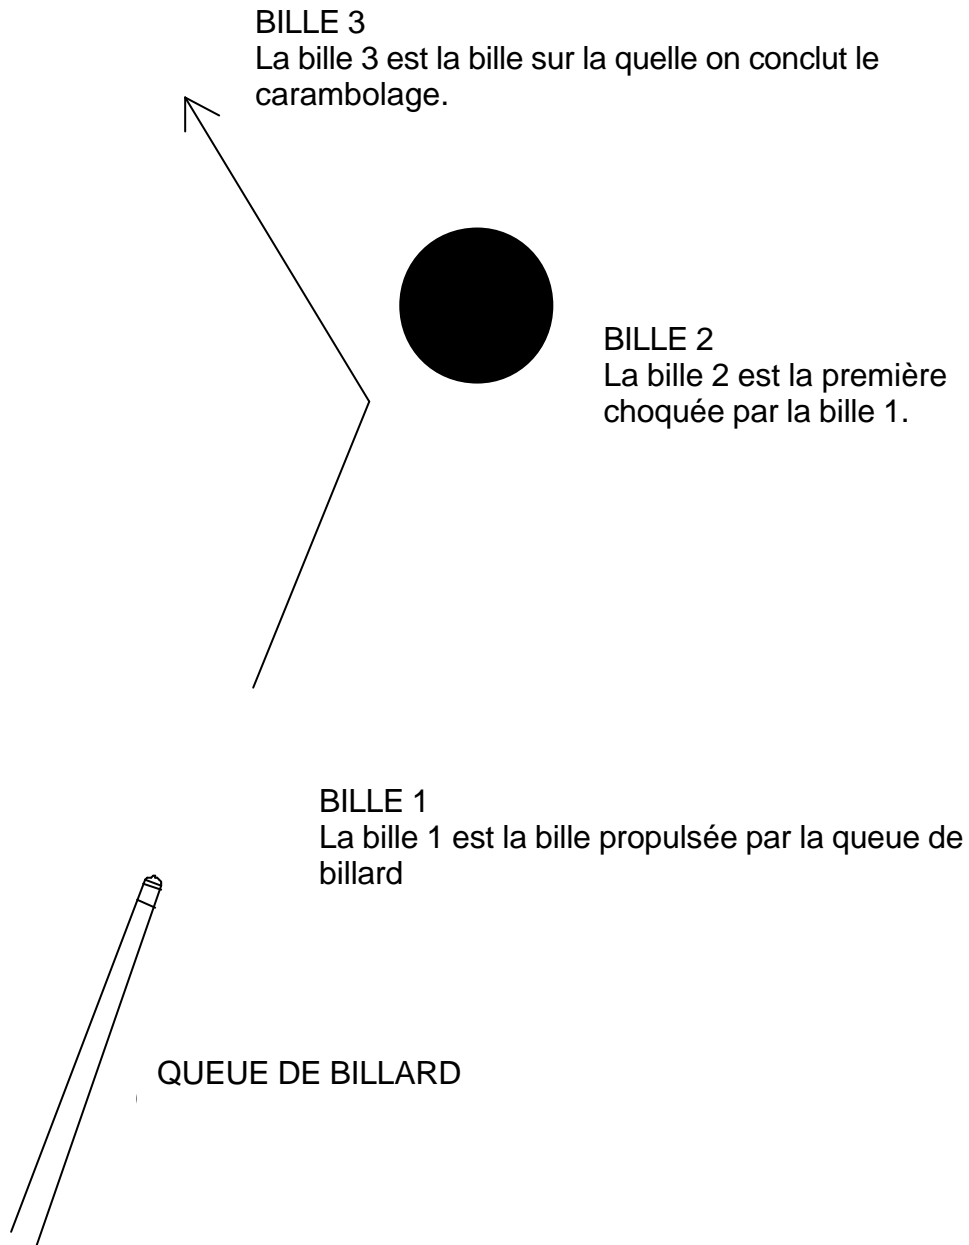 BILLE 3
La bille 3 est la bille sur la quelle on conclut le
carambolage.
BILLE 2
La bille 2 est la première
choquée par la bille 1.
BILLE 1
La bille 1 est la bille propulsée par la queue de
billard
QUEUE DE BILLARD